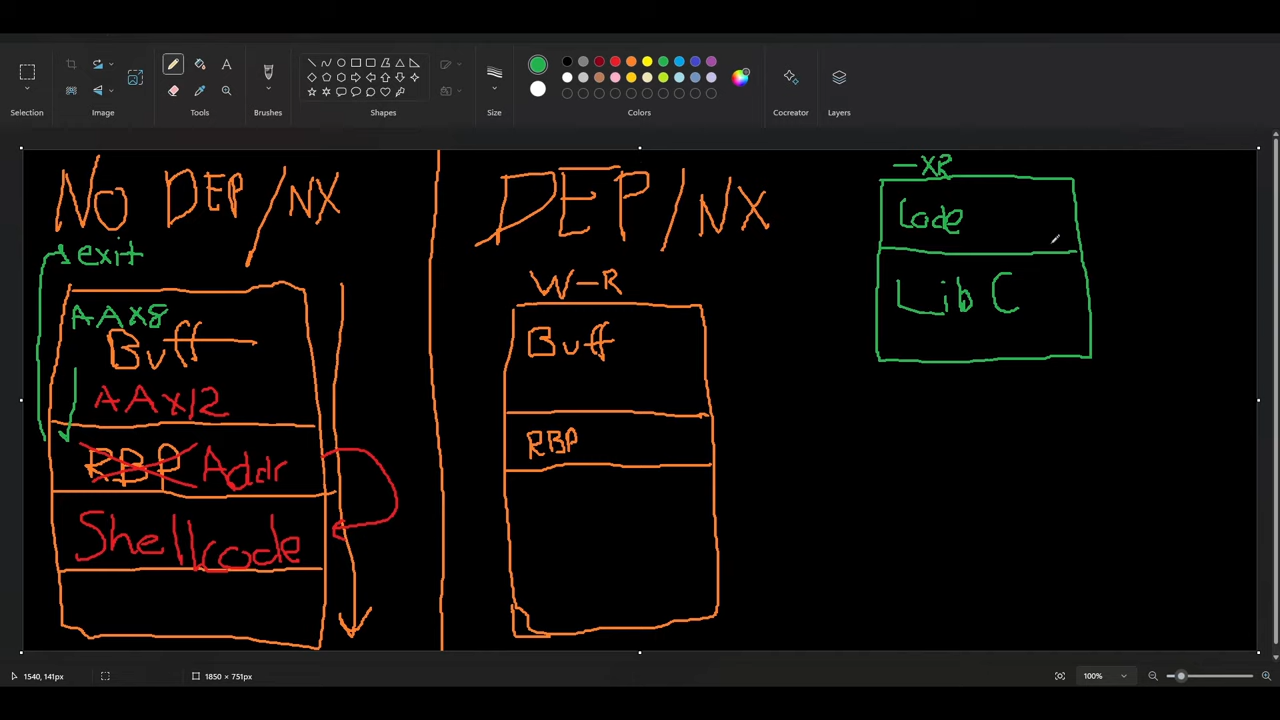 Selection
Image
Tools
Brushes
Shapes
Size
Colors
Cocreator
Layers
NO DEP/NX
exit
AAX8
Buff
AAX12
RBP Addr
Shellcode
DEP/NX
W-R
Buff
RBP
-XR
Code
Lib C
1540, 141px
1850 × 751px
100%